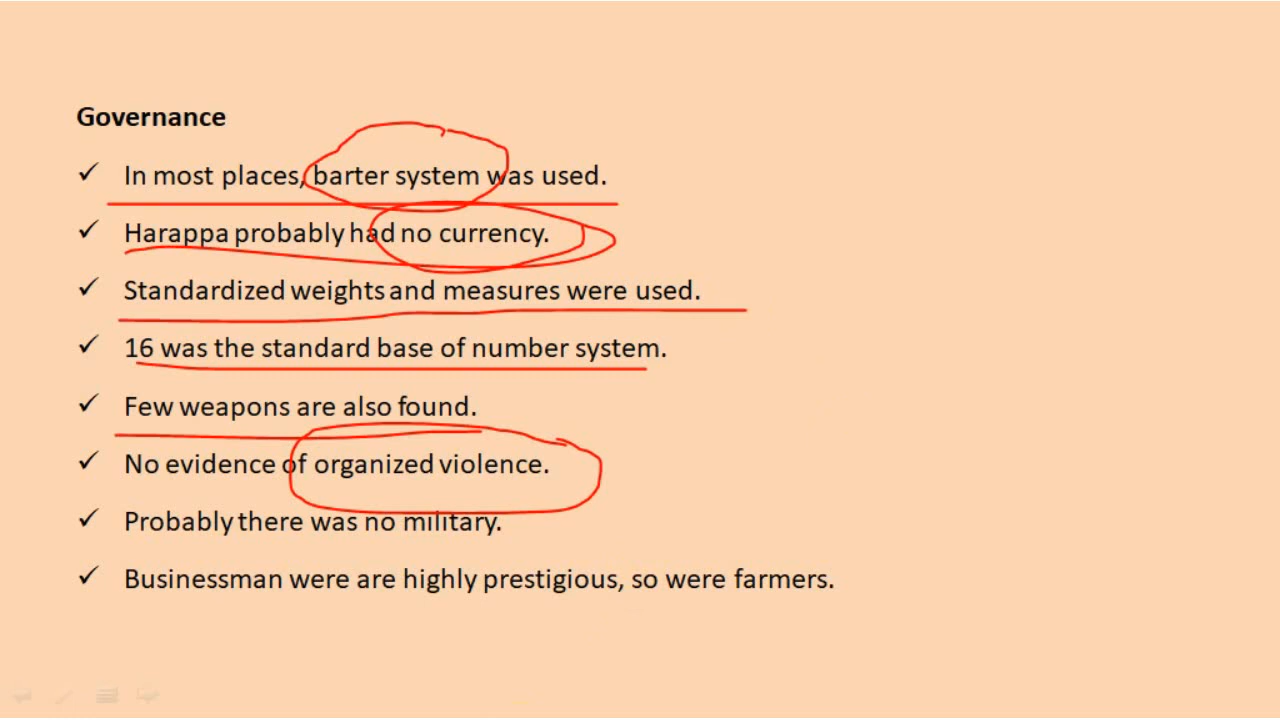 Governance
✓ In most places, barter system was used.
✓ Harappa probably had no currency.
✓ Standardized weights and measures were used.
✓ 16 was the standard base of number system.
✓ Few weapons are also found.
✓ No evidence of organized violence.
✓ Probably there was no military.
✓ Businessman were are highly prestigious, so were farmers.